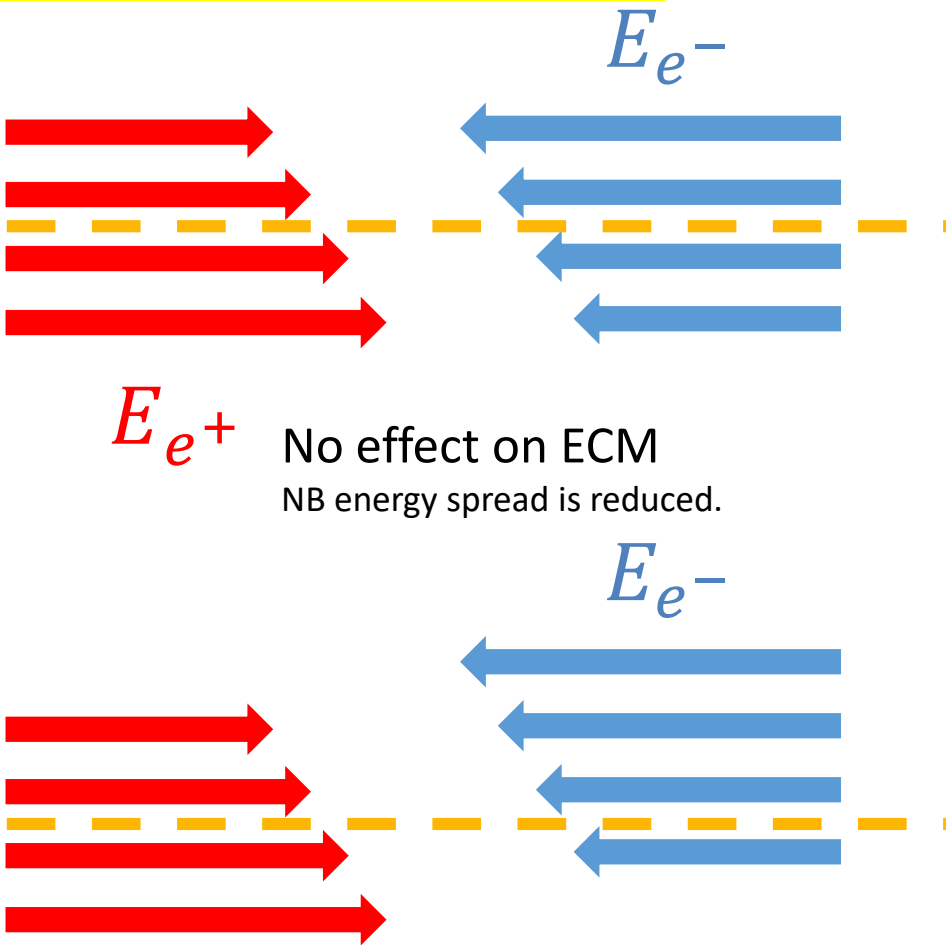 E_{e^-}
E_{e^+}
No effect on ECM
NB energy spread is reduced.
E_{e^-}